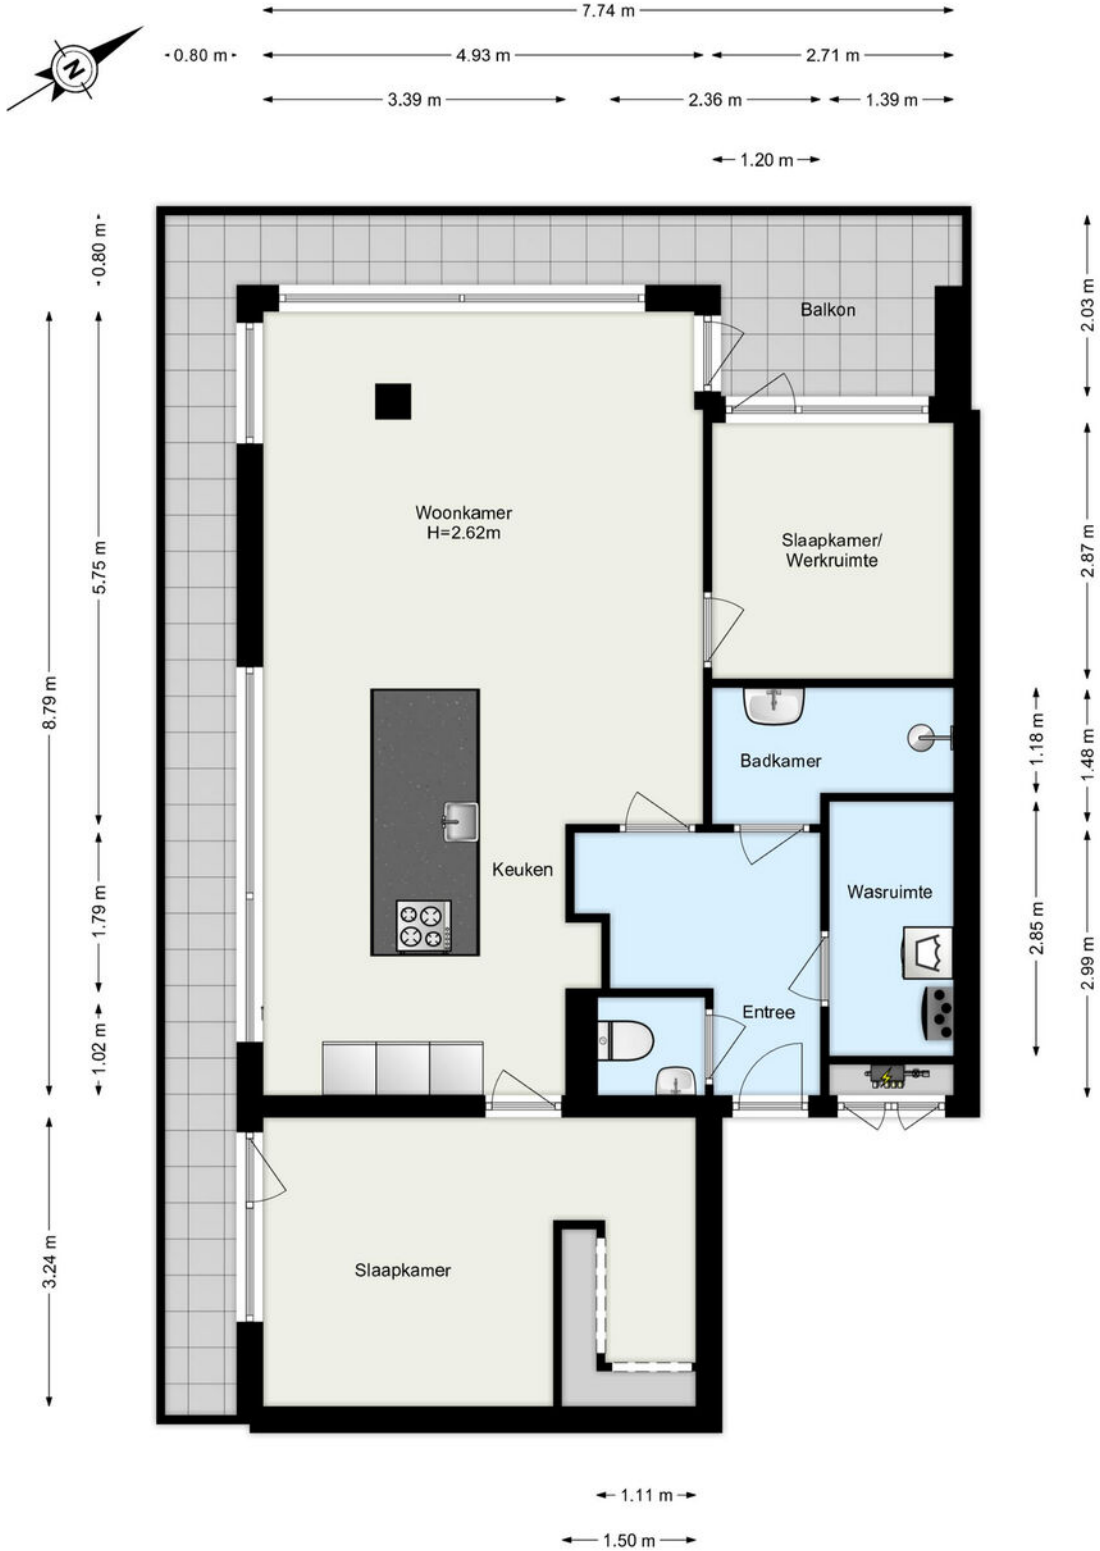 7.74 m
0.80 m
4.93 m
2.71 m
3.39 m
2.36 m
1.39 m
1.20 m
N
0.80 m
2.03 m
Balkon
Woonkamer
H=2.62m
Slaapkamer/
Werkruimte
5.75 m
2.87 m
8.79 m
1.18 m
1.48 m
Badkamer
Keuken
Wasruimte
1.79 m
2.85 m
2.99 m
Entree
1.02 m
3.24 m
Slaapkamer
1.11 m
1.50 m